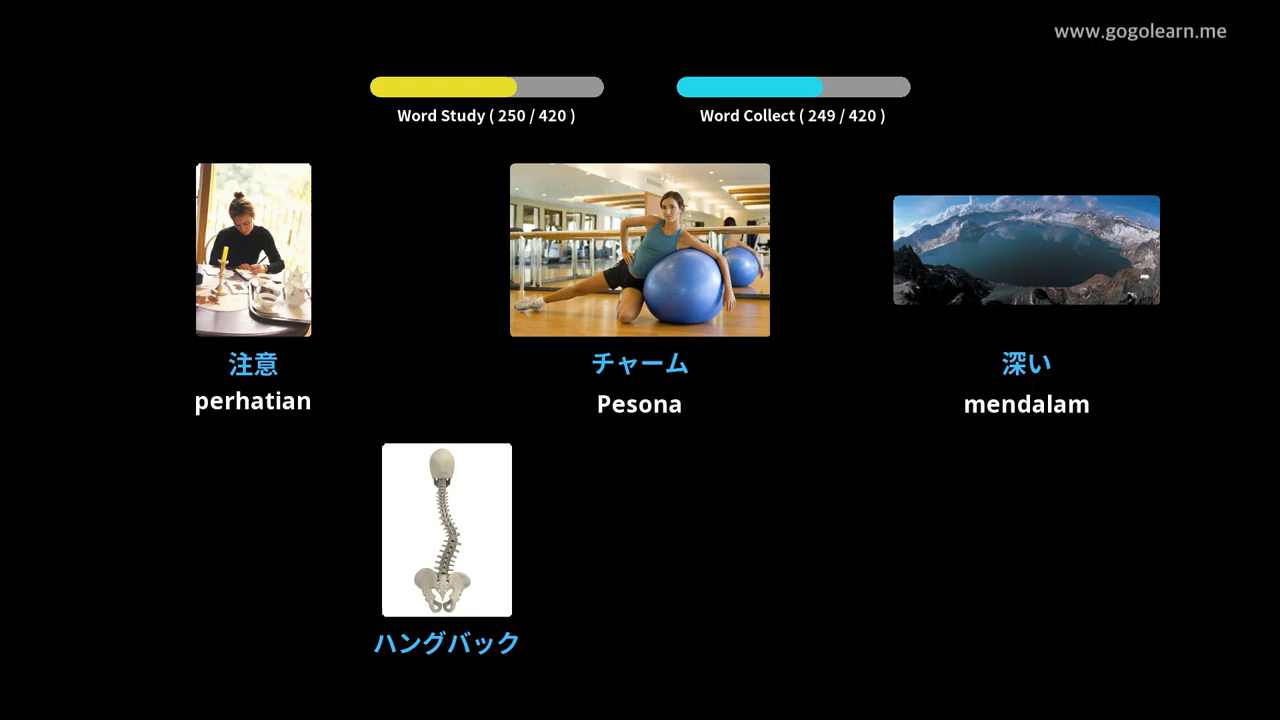 www.gogolearn.me
Word Study ( 250 / 420 )
Word Collect ( 249 / 420 )
注意
perhatian
チャーム
Pesona
深い
mendalam
ハングバック